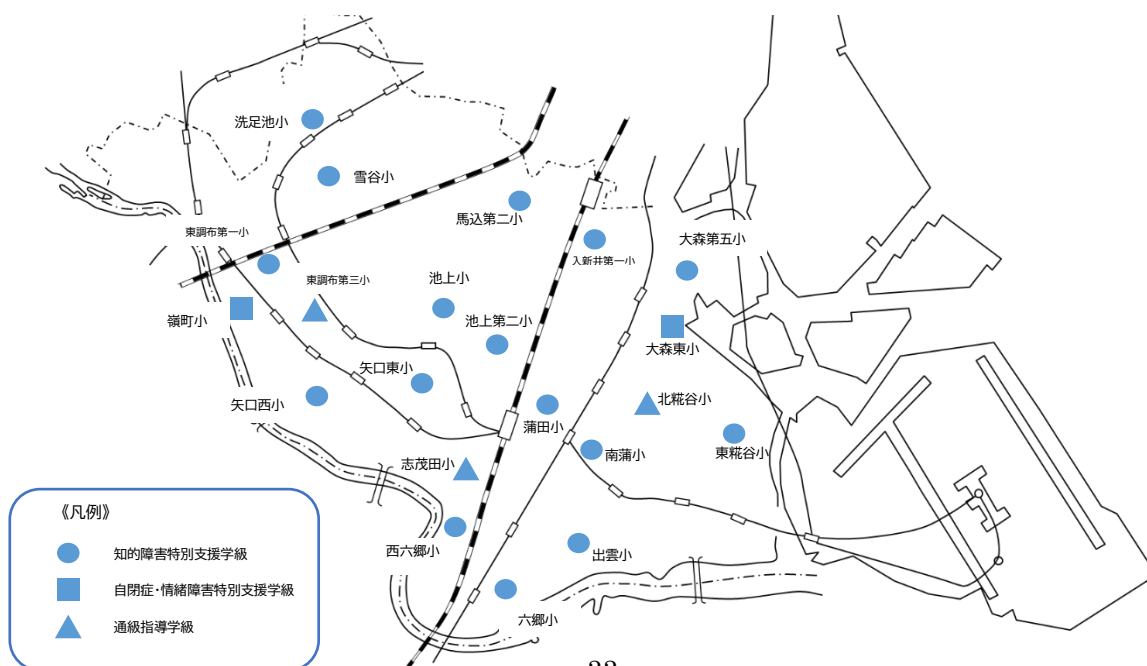 洗足池小
雪谷小
馬込第二小
東調布第一小
入新井第一小
大森第五小
東調布第三小
池上小
嶺町小
池上第二小
大森東小
矢口東小
矢口西小
北糀谷小
蒲田小
南蒲小
東糀谷小
志茂田小
西六郷小
出雲小
六郷小
《凡例》
知的障害特別支援学級
自閉症・情緒障害特別支援学級
通級指導学級